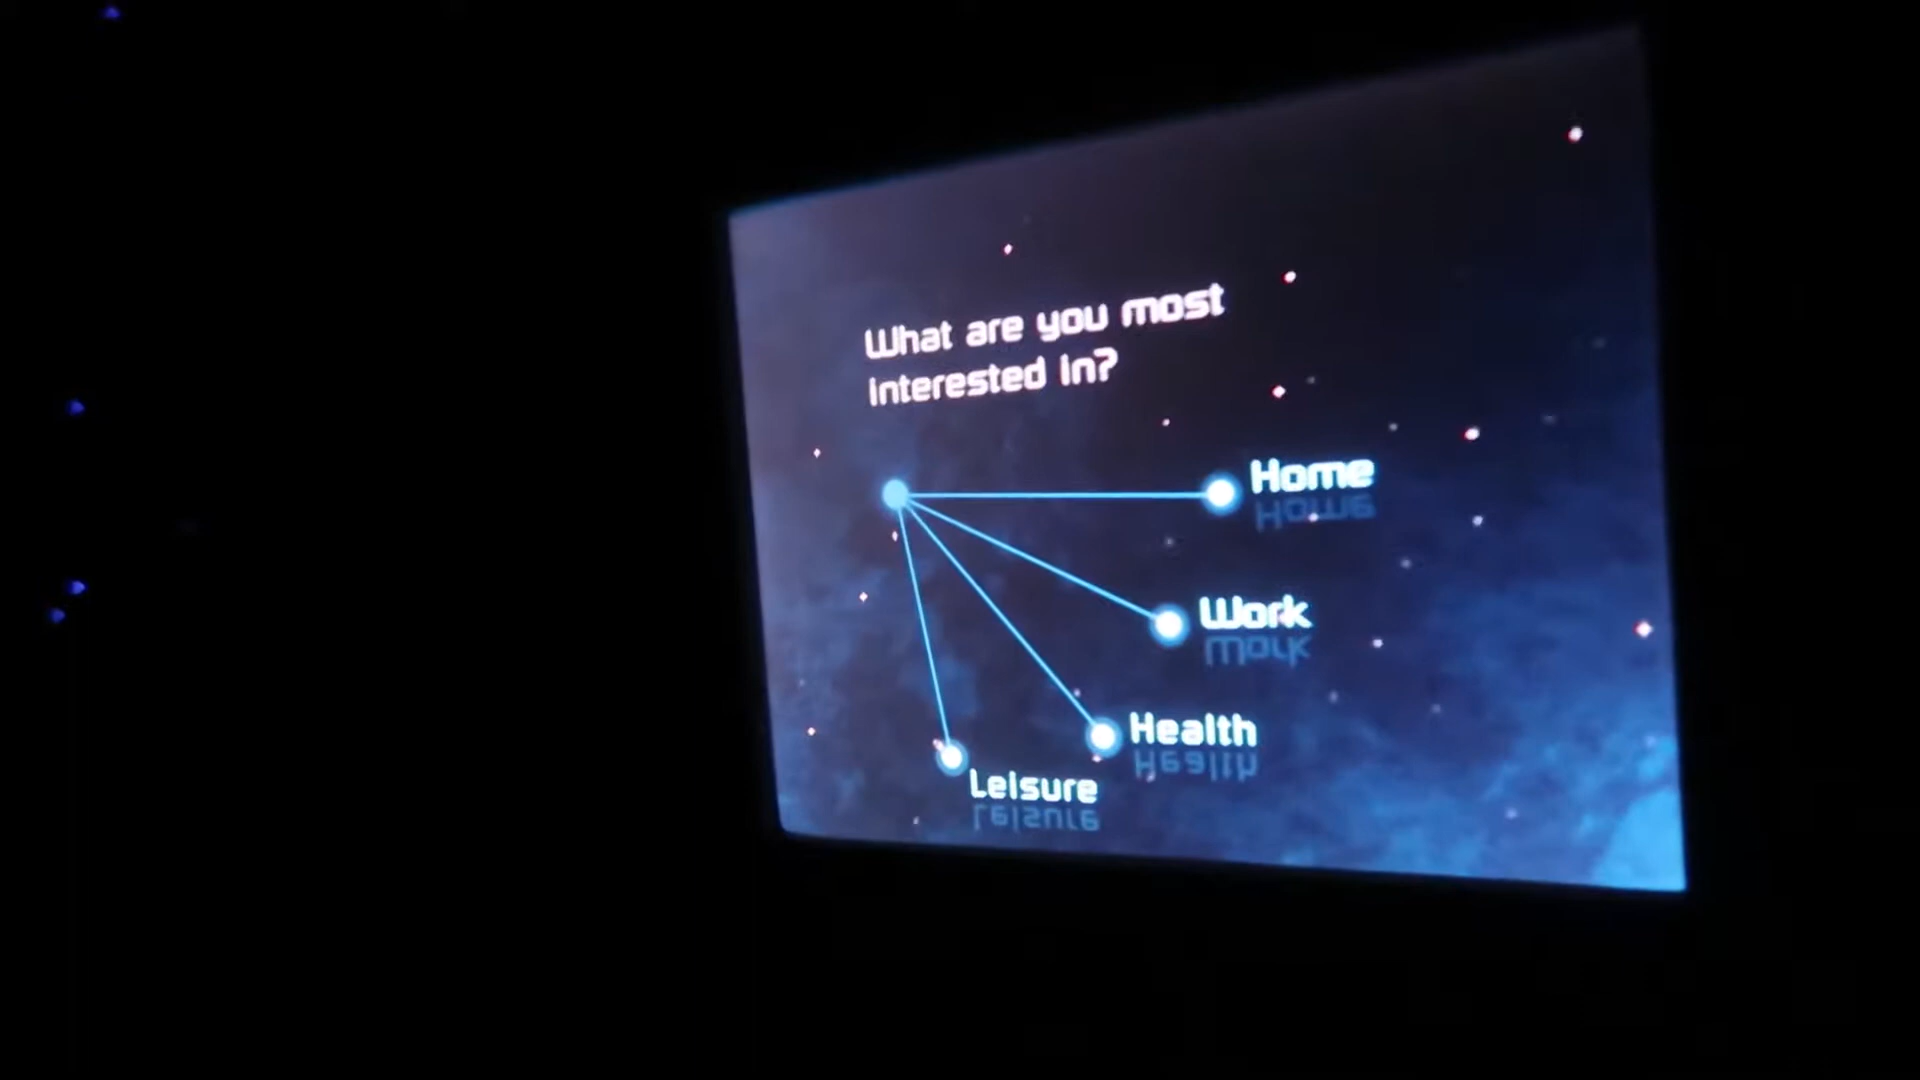 What are you most
interested in?
Home
Work
Health
Leisure